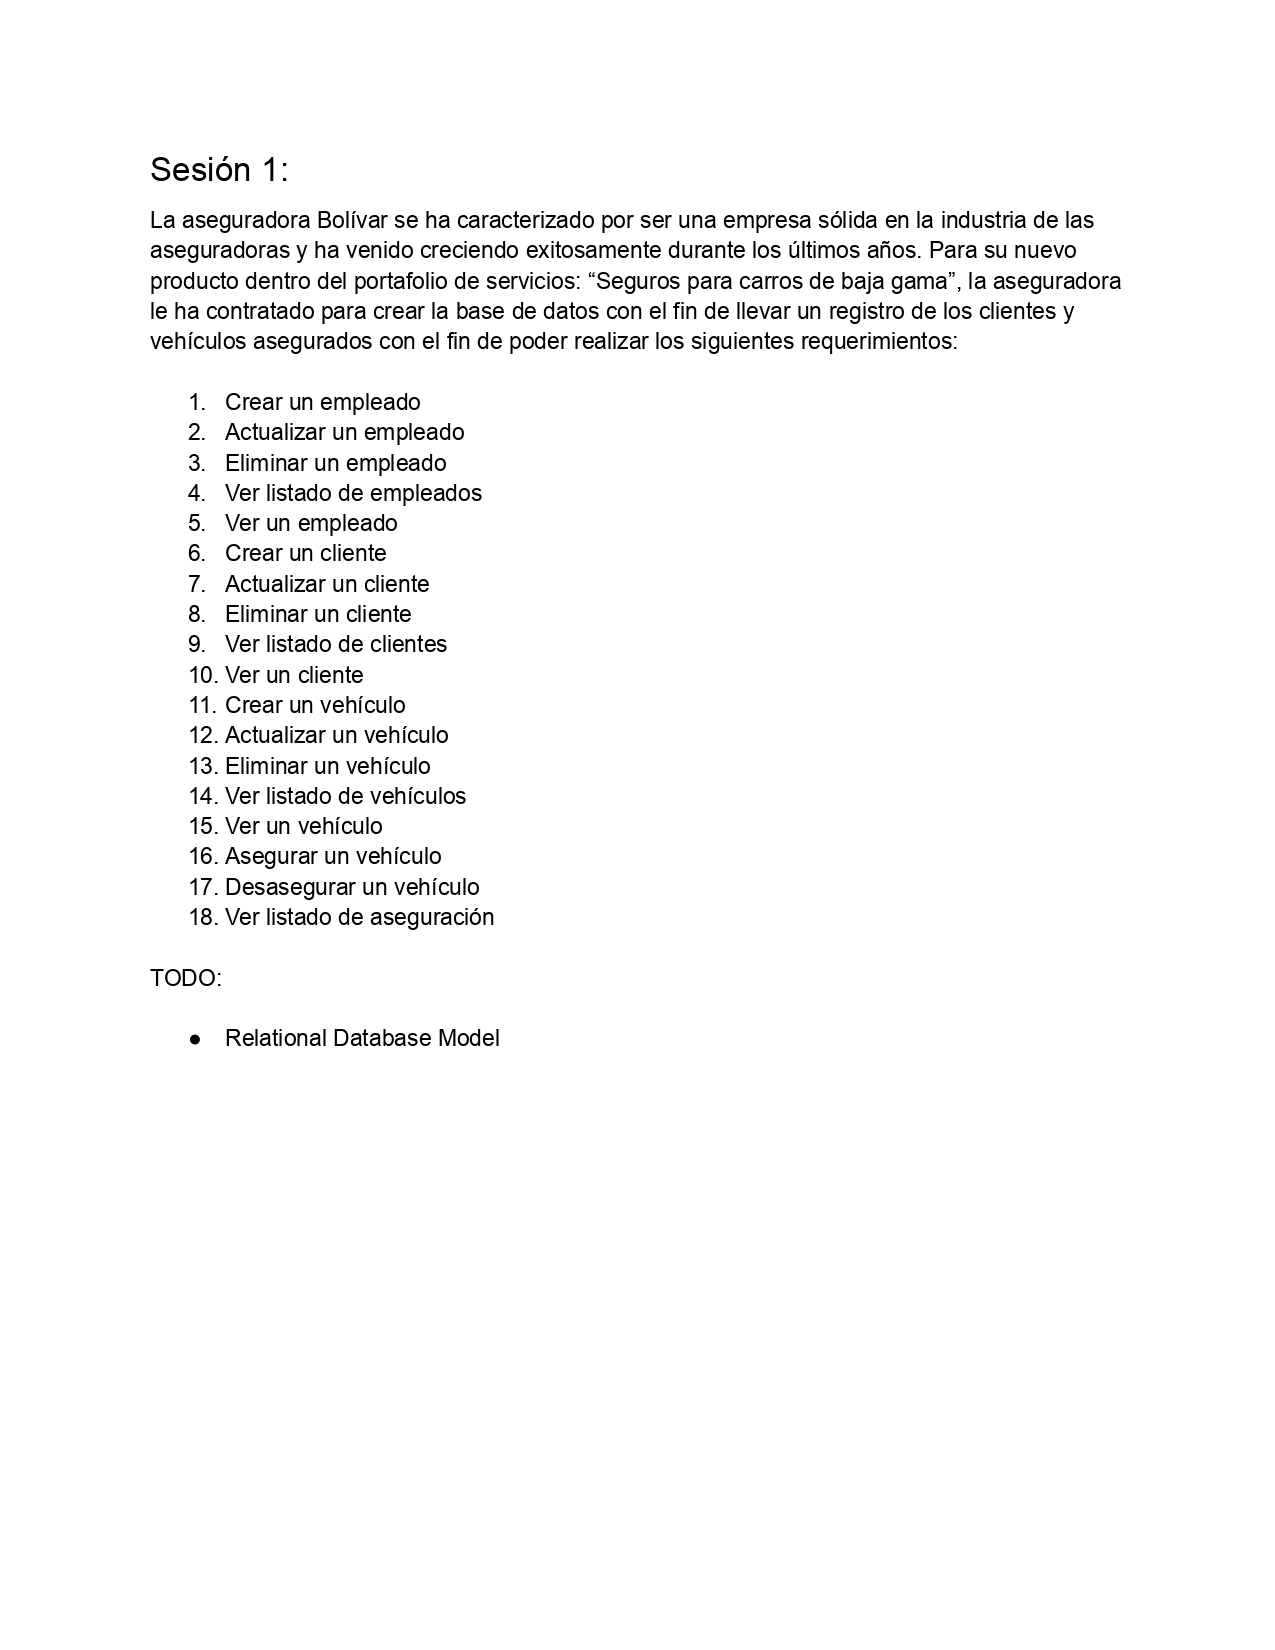 Sesión 1:
La aseguradora Bolívar se ha caracterizado por ser una empresa sólida en la industria de las
aseguradoras y ha venido creciendo exitosamente durante los últimos años. Para su nuevo
producto dentro del portafolio de servicios: “Seguros para carros de baja gama”, la aseguradora
le ha contratado para crear la base de datos con el fin de llevar un registro de los clientes y
vehículos asegurados con el fin de poder realizar los siguientes requerimientos:
1. Crear un empleado
2. Actualizar un empleado
3. Eliminar un empleado
4. Ver listado de empleados
5. Ver un empleado
6. Crear un cliente
7. Actualizar un cliente
8. Eliminar un cliente
9. Ver listado de clientes
10. Ver un cliente
11. Crear un vehículo
12. Actualizar un vehículo
13. Eliminar un vehículo
14. Ver listado de vehículos
15. Ver un vehículo
16. Asegurar un vehículo
17. Desasegurar un vehículo
18. Ver listado de aseguración
TODO:
● Relational Database Model